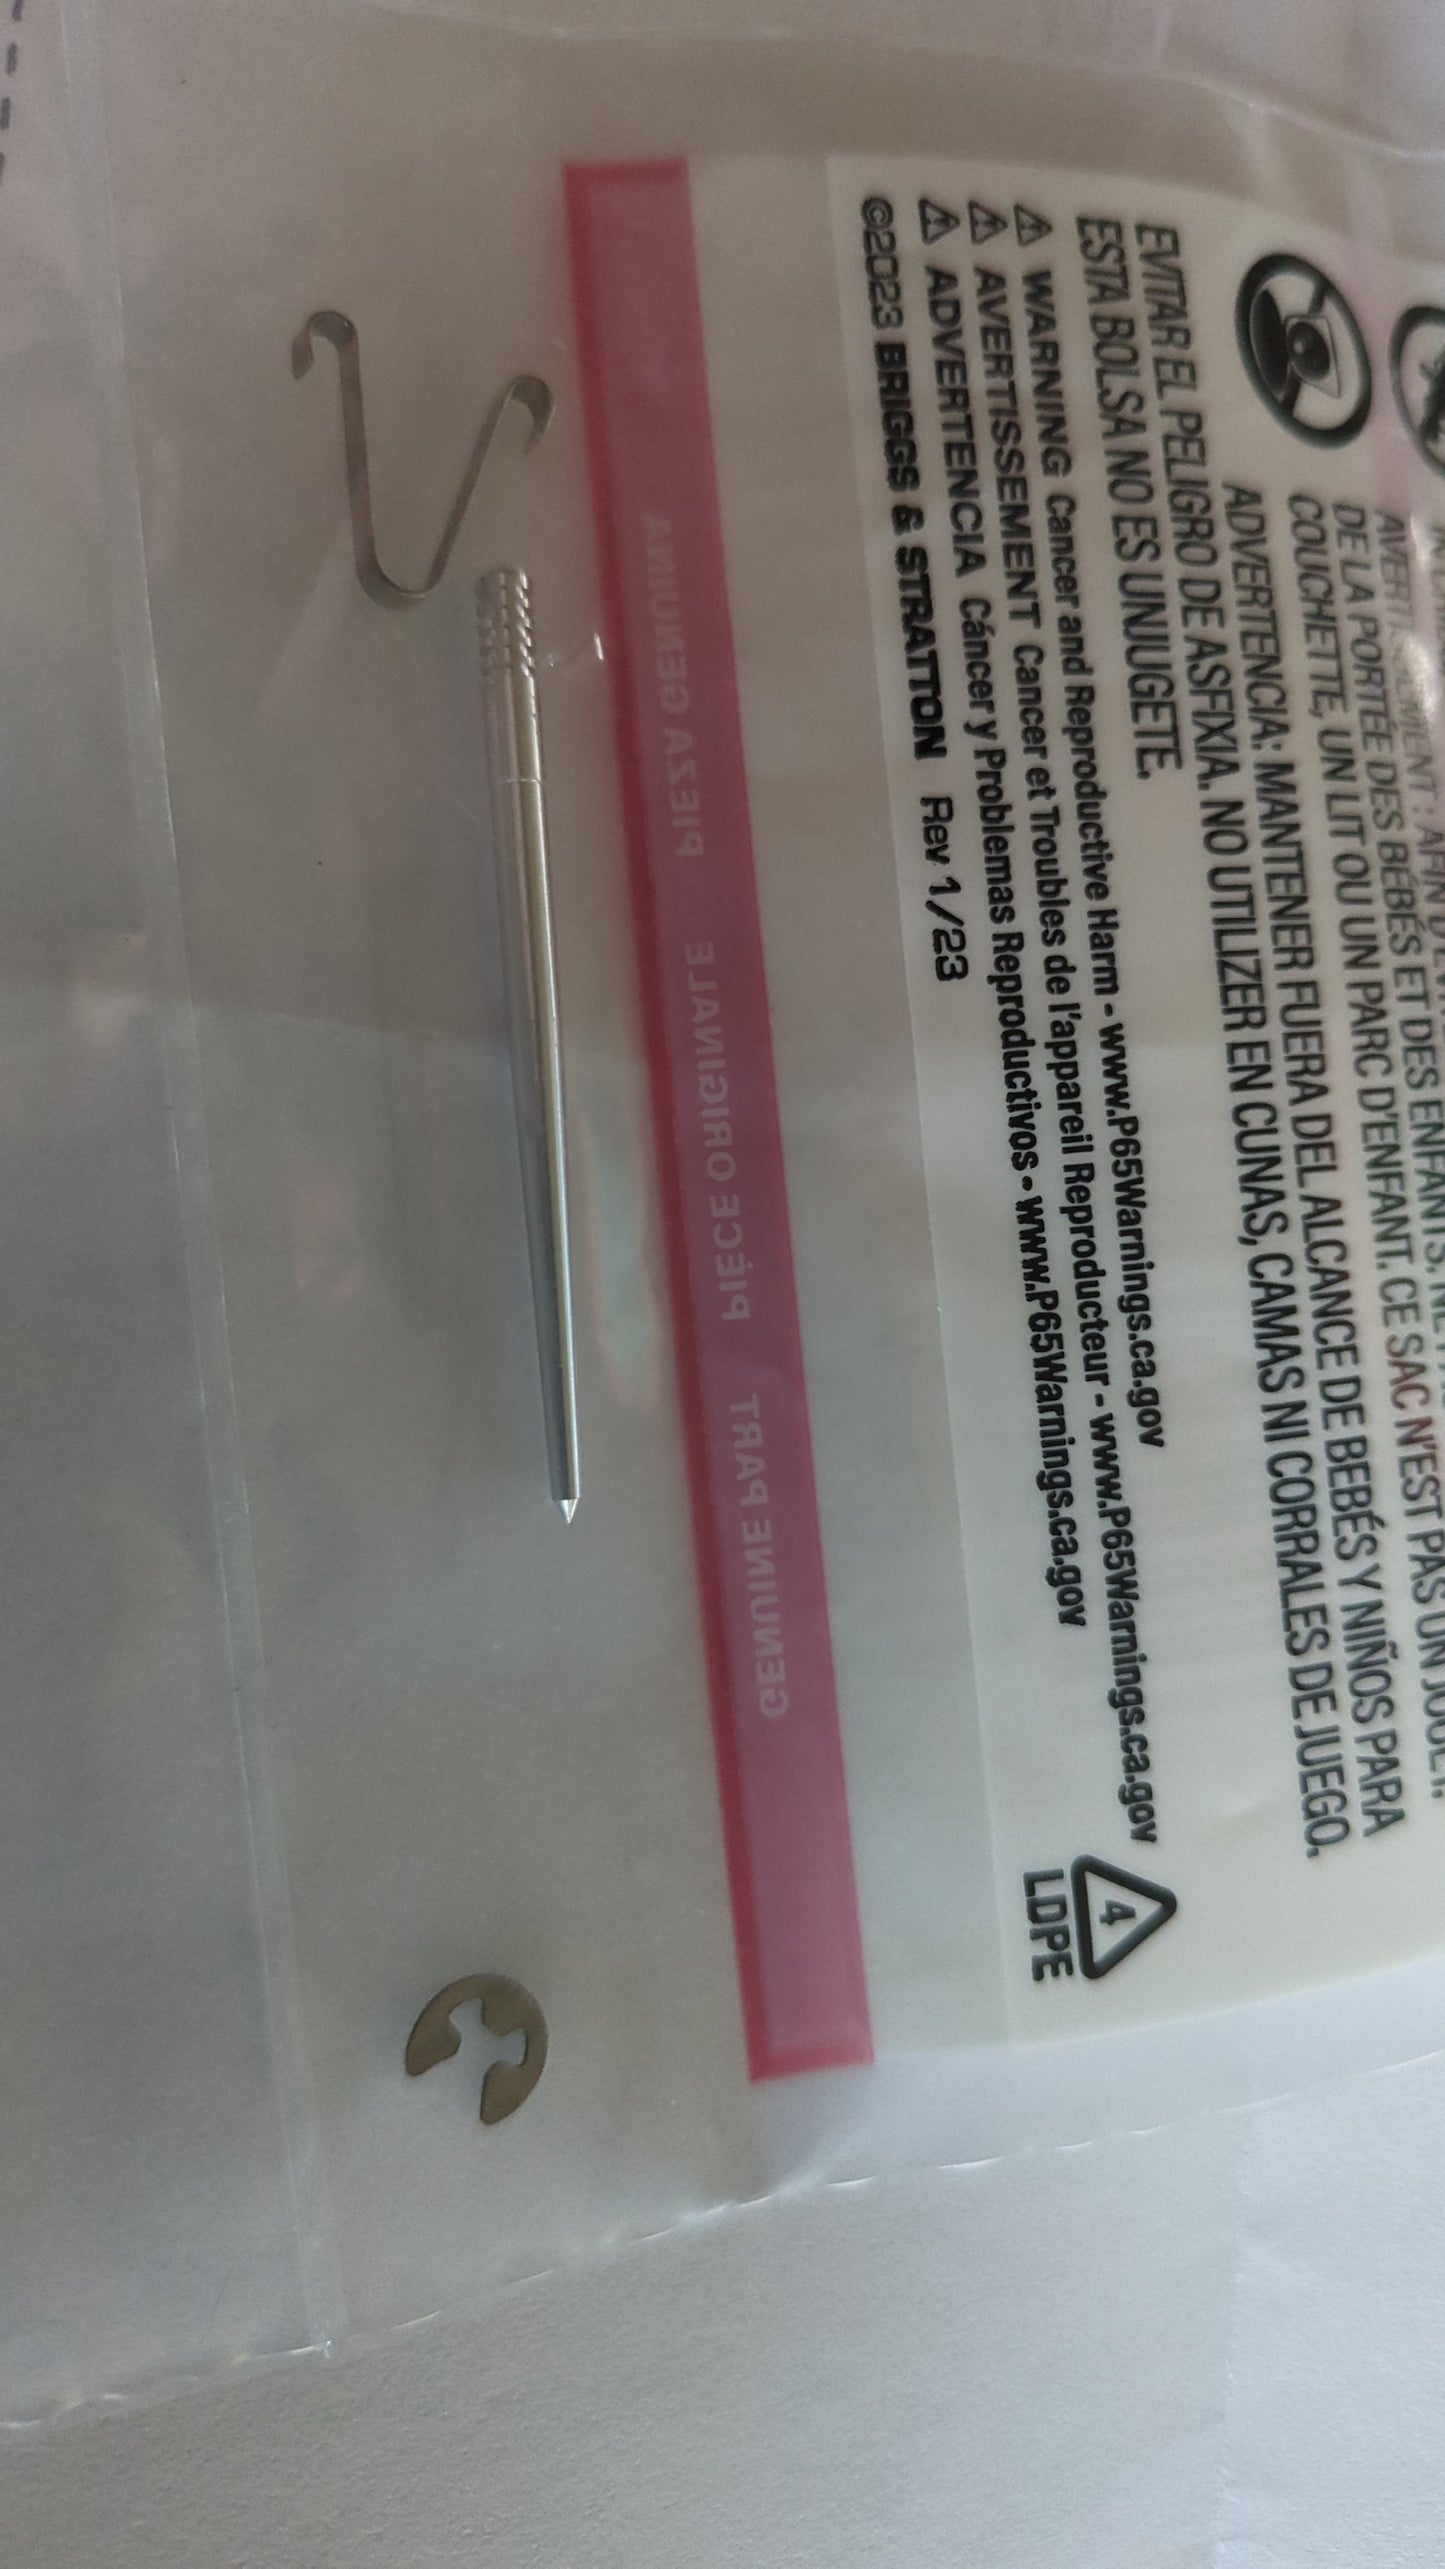 AVERTISSEMENT : AFIN
DE LA PORTÉE DES BÉBÉS ET DES ENFANTS.
COUCHETTE, UN LIT OU UN PARC D'ENFANT. CE SAC N'EST PAS UN JOUET.
ADVERTENCIA: MANTENER FUERA DEL ALCANCE DE BEBÉS Y NIÑOS PARA
EVITAR EL PELIGRO DE ASFIXIA. NO UTILIZER EN CUNAS, CAMAS NI CORRALES DE JUEGO.
ESTA BOLSA NO ES UNJUGETE.
⚠ WARNING Cancer and Reproductive Harm - www.P65Warnings.ca.gov
⚠ AVERTISSEMENT Cancer et Troubles de l'appareil Reproducteur - www.P65Warnings.ca.gov
⚠ ADVERTENCIA Cáncer y Problemas Reproductivos - www.P65Warnings.ca.gov
©2023 BRIGGS & STRATTON Rev 1/23
4
LDPE
GENUINE PART PIÈCE ORIGINALE PIEZA GENUINA